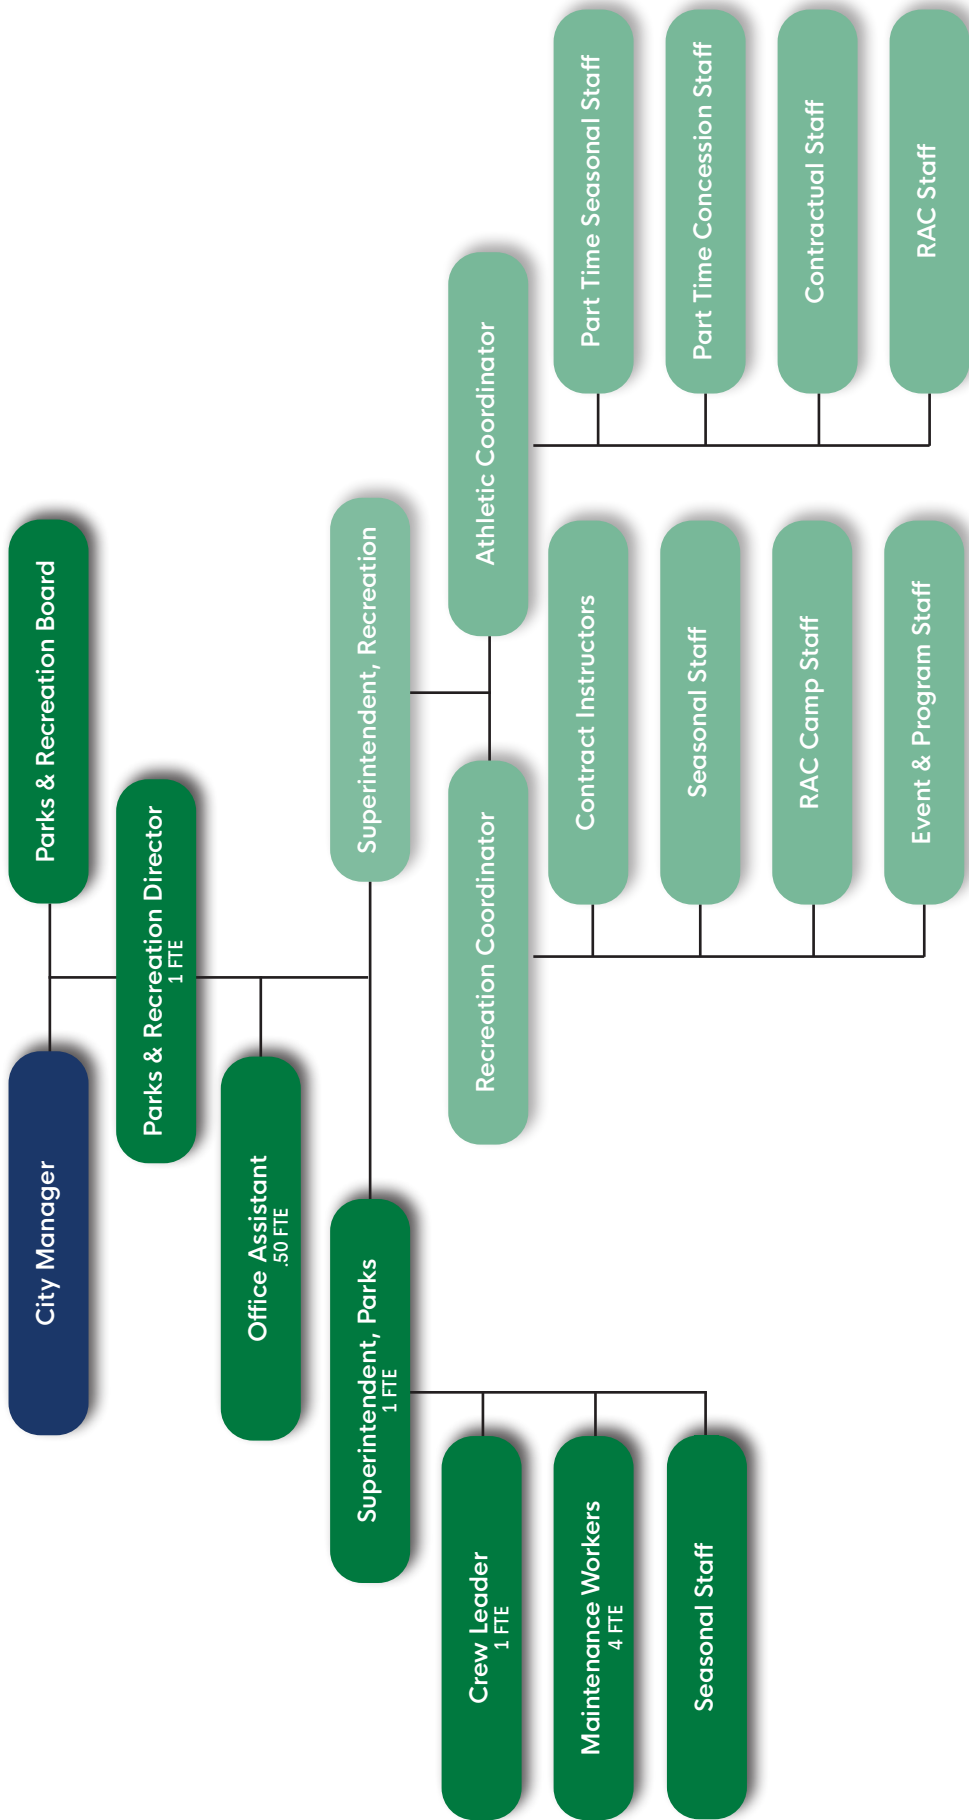 City Manager
Parks & Recreation Board
Parks & Recreation Director
1 FTE
Office Assistant
.50 FTE
Superintendent, Parks
1 FTE
Superintendent, Recreation
Crew Leader
1 FTE
Maintenance Workers
4 FTE
Seasonal Staff
Recreation Coordinator
Athletic Coordinator
Contract Instructors
Seasonal Staff
RAC Camp Staff
Event & Program Staff
Part Time Seasonal Staff
Part Time Concession Staff
Contractual Staff
RAC Staff